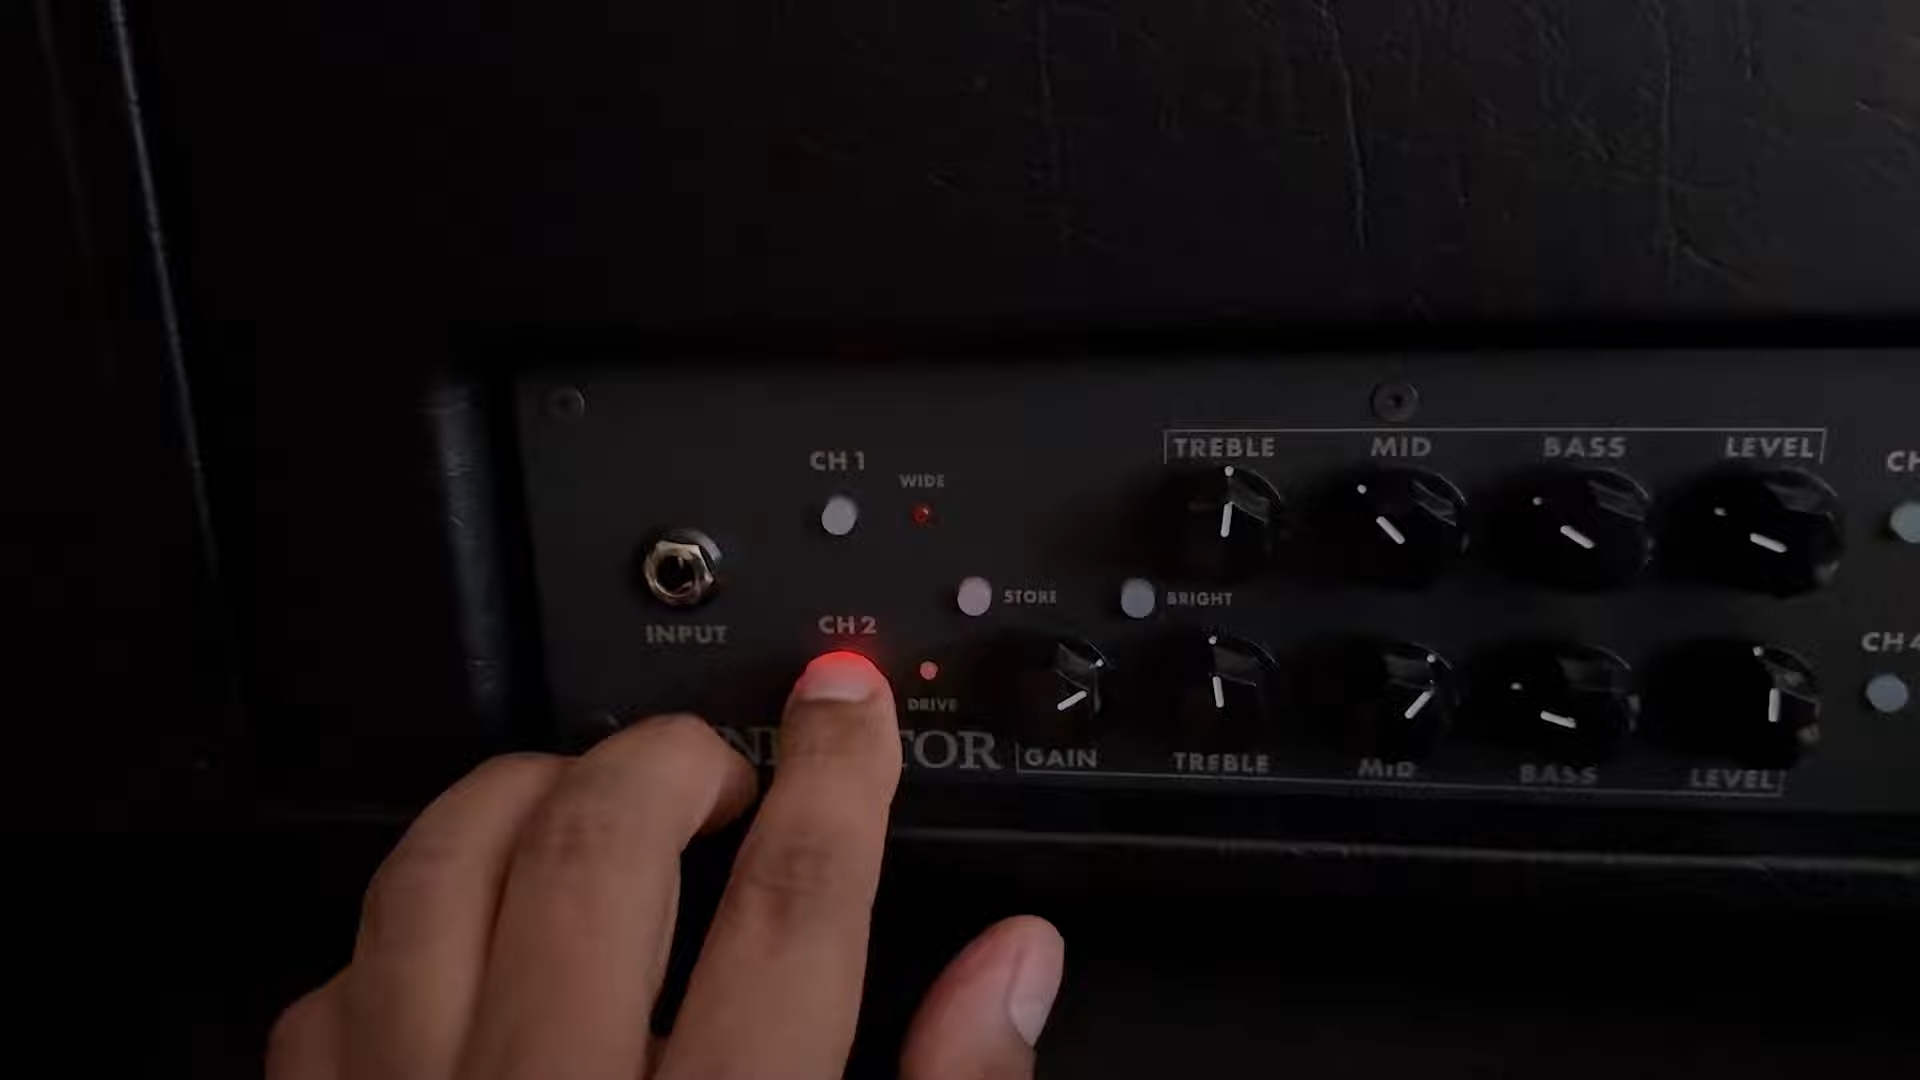 TREBLE MID BASS LEVEL
CH 1
WIDE
STORE
BRIGHT
INPUT
CH 2
CH 4
DRIVE
GAIN TREBLE MID BASS LEVEL